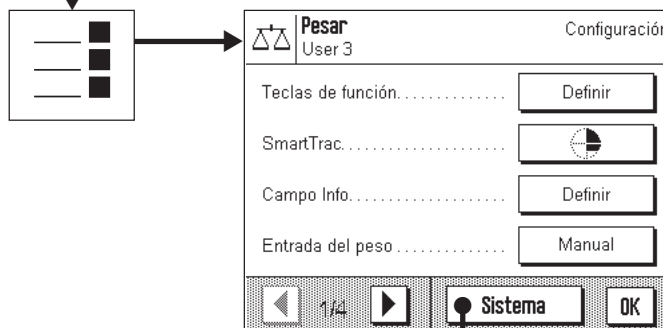 Pesar
User 3
Configuración
Teclas de función.............. Definir
SmartTrac......................
Campo Info..................... Definir
Entrada del peso .............. Manual
1/4 Sistema OK